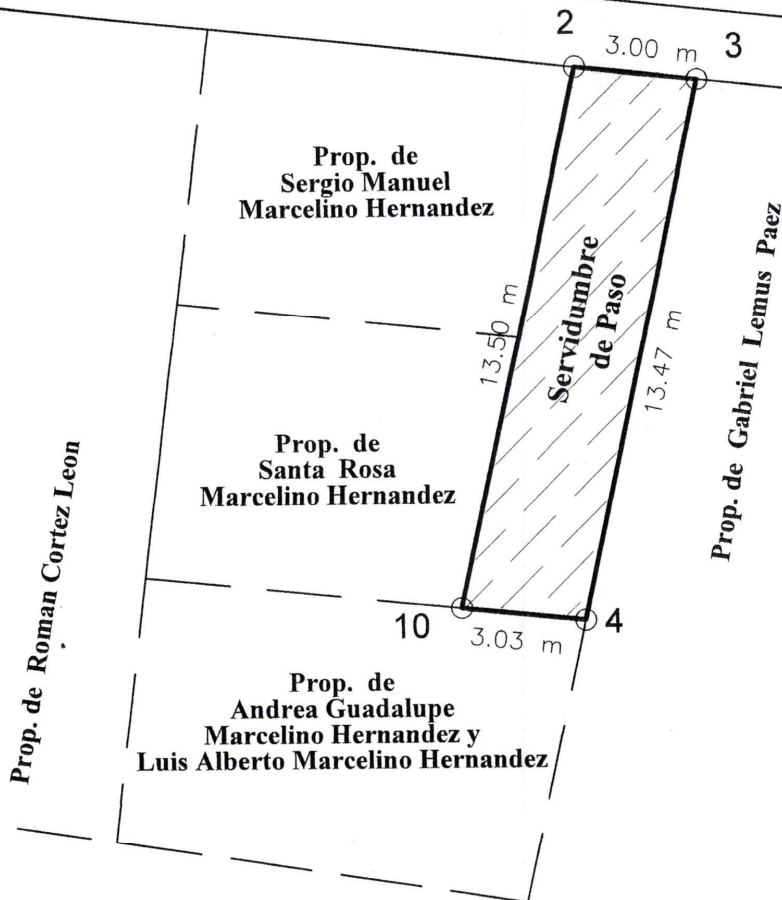 2
3.00 m
3
Prop. de
Sergio Manuel
Marcelino Hernandez
Servidumbre
de Paso
13.50 m
13.47 m
Prop. de Gabriel Lemus Paez
Prop. de
Santa Rosa
Marcelino Hernandez
Prop. de Roman Cortez Leon
10
3.03 m
4
Prop. de
Andrea Guadalupe
Marcelino Hernandez y
Luis Alberto Marcelino Hernandez